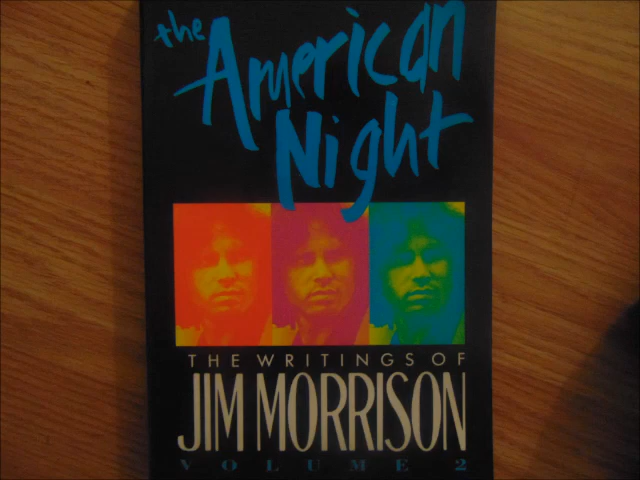 the
American
Night
THE WRITINGS OF
JIM MORRISON
VOLUME 2